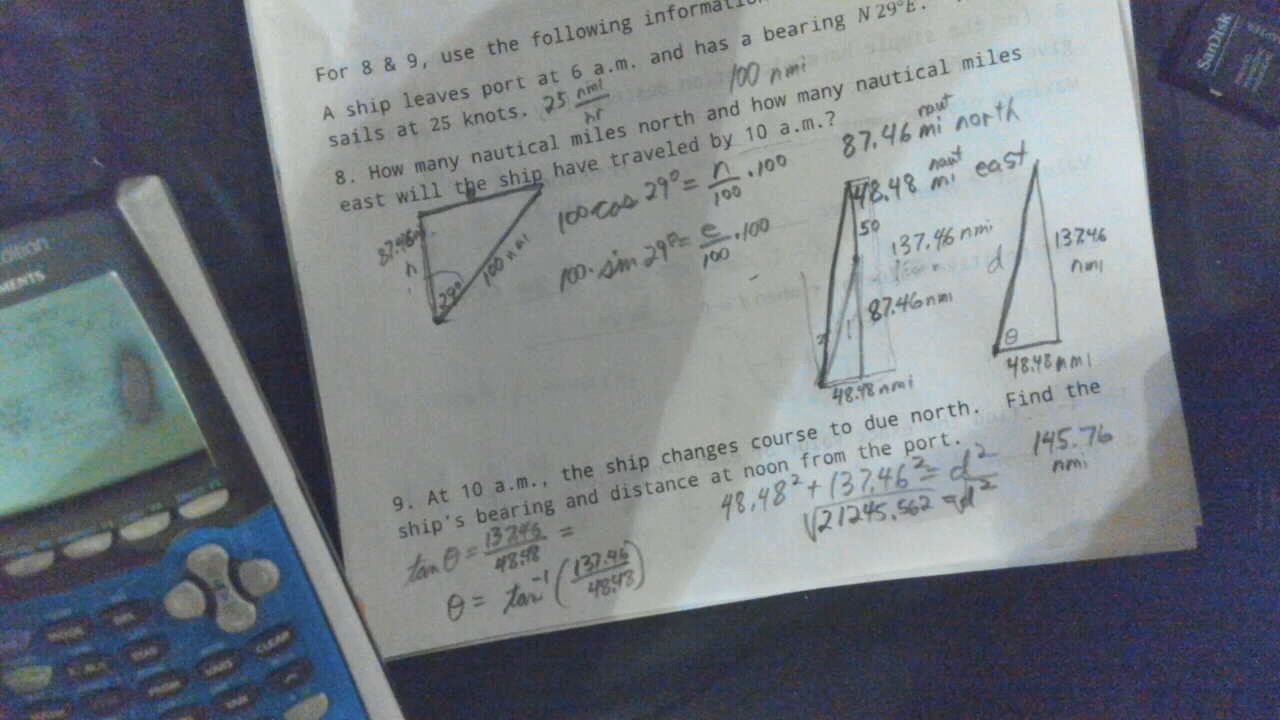 For 8 & 9, use the following
A ship leaves port at 6 a.m. and has a bearing N 29° E.
sails at 25 knots. 25 nmi/hr
100 nmi
8. How many nautical miles north and how many nautical miles
east will the ship have traveled by 10 a.m.?
87.46 naut mi north
48.48 naut mi east
100·cos 29° = n/100 ·100
100·sin 29° = e/100 ·100
n
29°
100 nmi
50
137.46 nmi
87.46 nmi
48.48 nmi
d
137.46
nmi
θ
48.48 nmi
9. At 10 a.m., the ship changes course to due north. Find the
ship's bearing and distance at noon from the port.
48.48² + 137.46² = d²
√21245.562 = √d²
145.76
nmi
tan θ = 137.46/48.48 =
θ = tan⁻¹ (137.46/48.48)
SanDisk
CLEAR